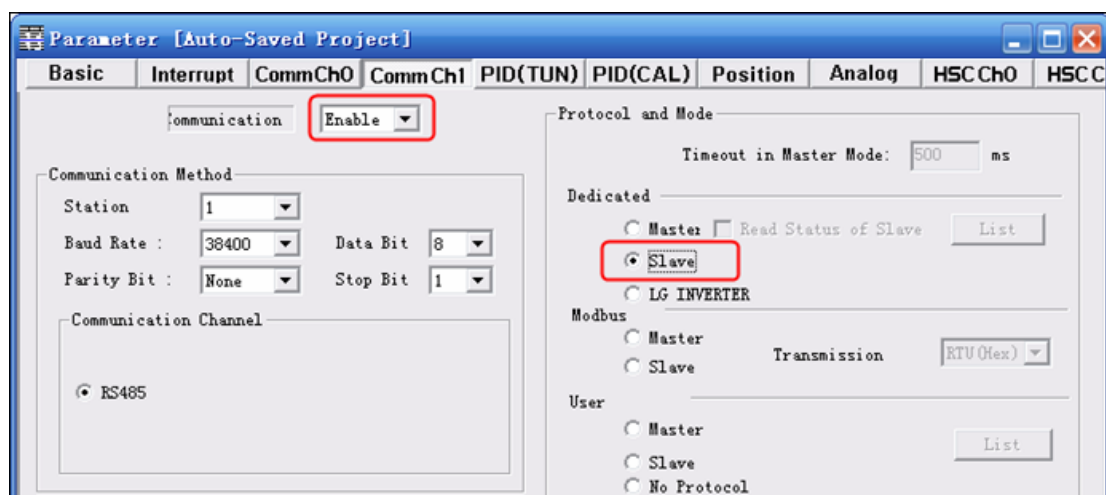 Parameter [Auto-Saved Project]
Basic Interrupt CommCh0 CommCh1 PID(TUN) PID(CAL) Position Analog HSCCh0 HSCC
Communication Enable
Communication Method
Station 1
Baud Rate : 38400 Data Bit 8
Parity Bit : None Stop Bit 1
Communication Channel
RS485
Protocol and Mode
Timeout in Master Mode: 500 ms
Dedicated
Master Read Status of Slave List
Slave
LG INVERTER
Modbus
Master
Transmission RTU(Hex)
Slave
User
Master
List
Slave
No Protocol